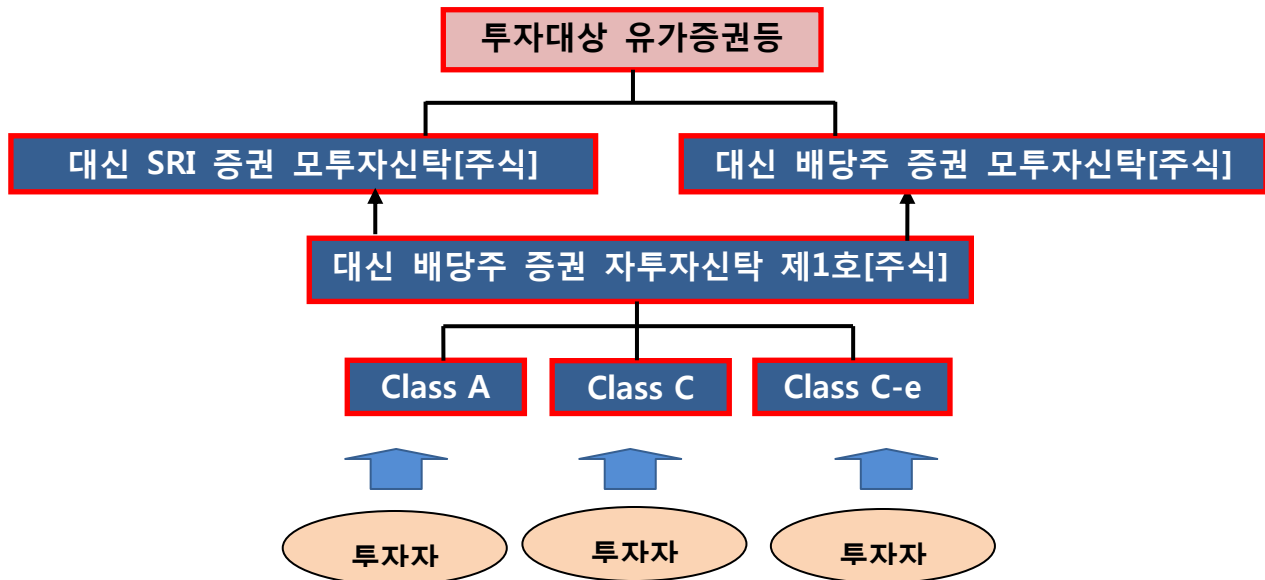 투자대상 유가증권등
대신 SRI 증권 모투자신탁[주식]
대신 배당주 증권 모투자신탁[주식]
대신 배당주 증권 자투자신탁 제1호[주식]
Class A
Class C
Class C-e
투자자
투자자
투자자